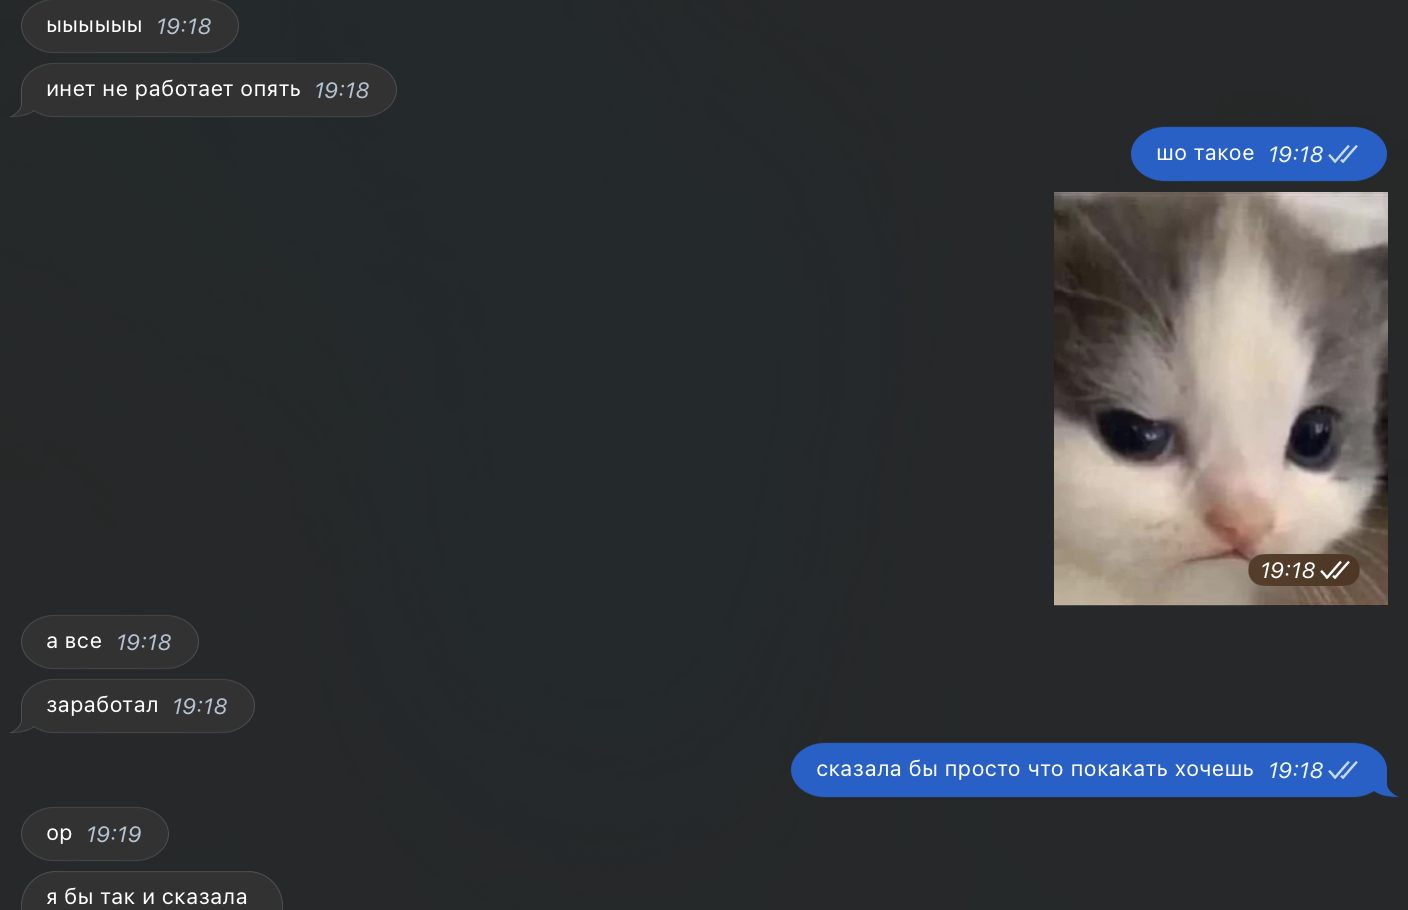 ыыыыыы 19:18
инет не работает опять 19:18
шо такое 19:18
19:18
а все 19:18
заработал 19:18
сказала бы просто что покакать хочешь 19:18
ор 19:19
я бы так и сказала